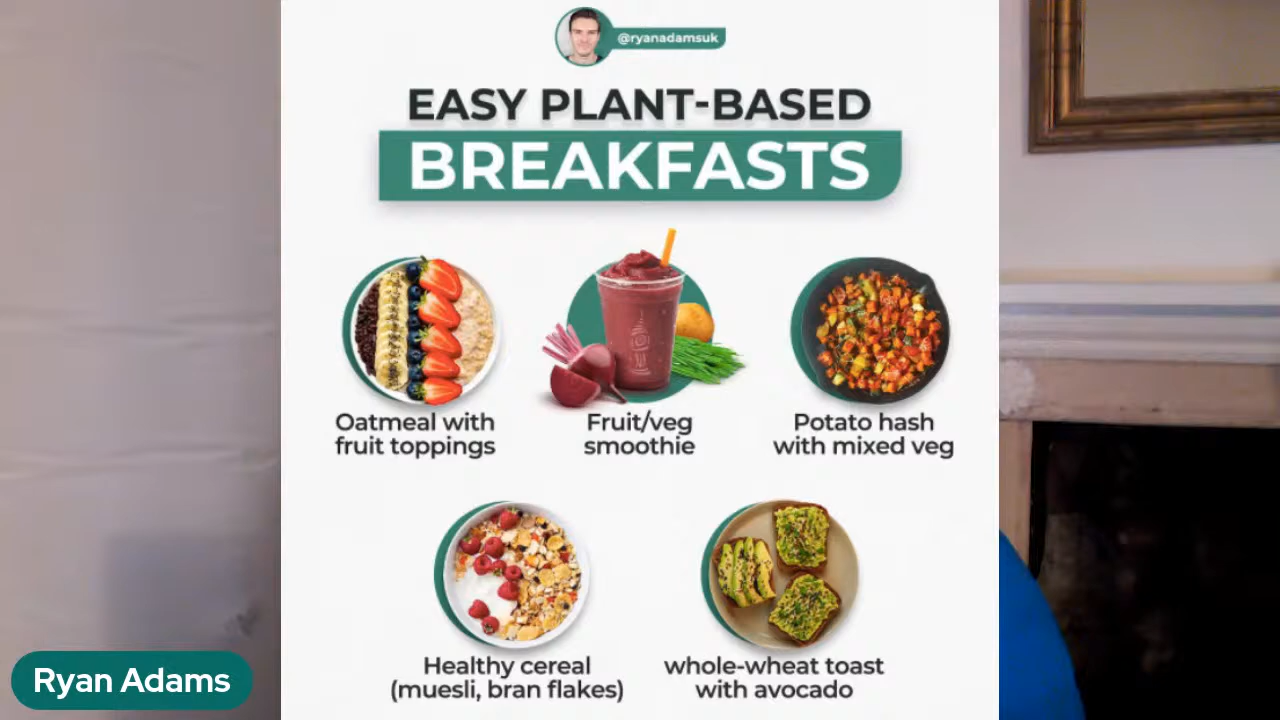 @ryanadamsuk
EASY PLANT-BASED
BREAKFASTS
Oatmeal with
fruit toppings
Fruit/veg
smoothie
Potato hash
with mixed veg
Healthy cereal
(muesli, bran flakes)
whole-wheat toast
with avocado
Ryan Adams